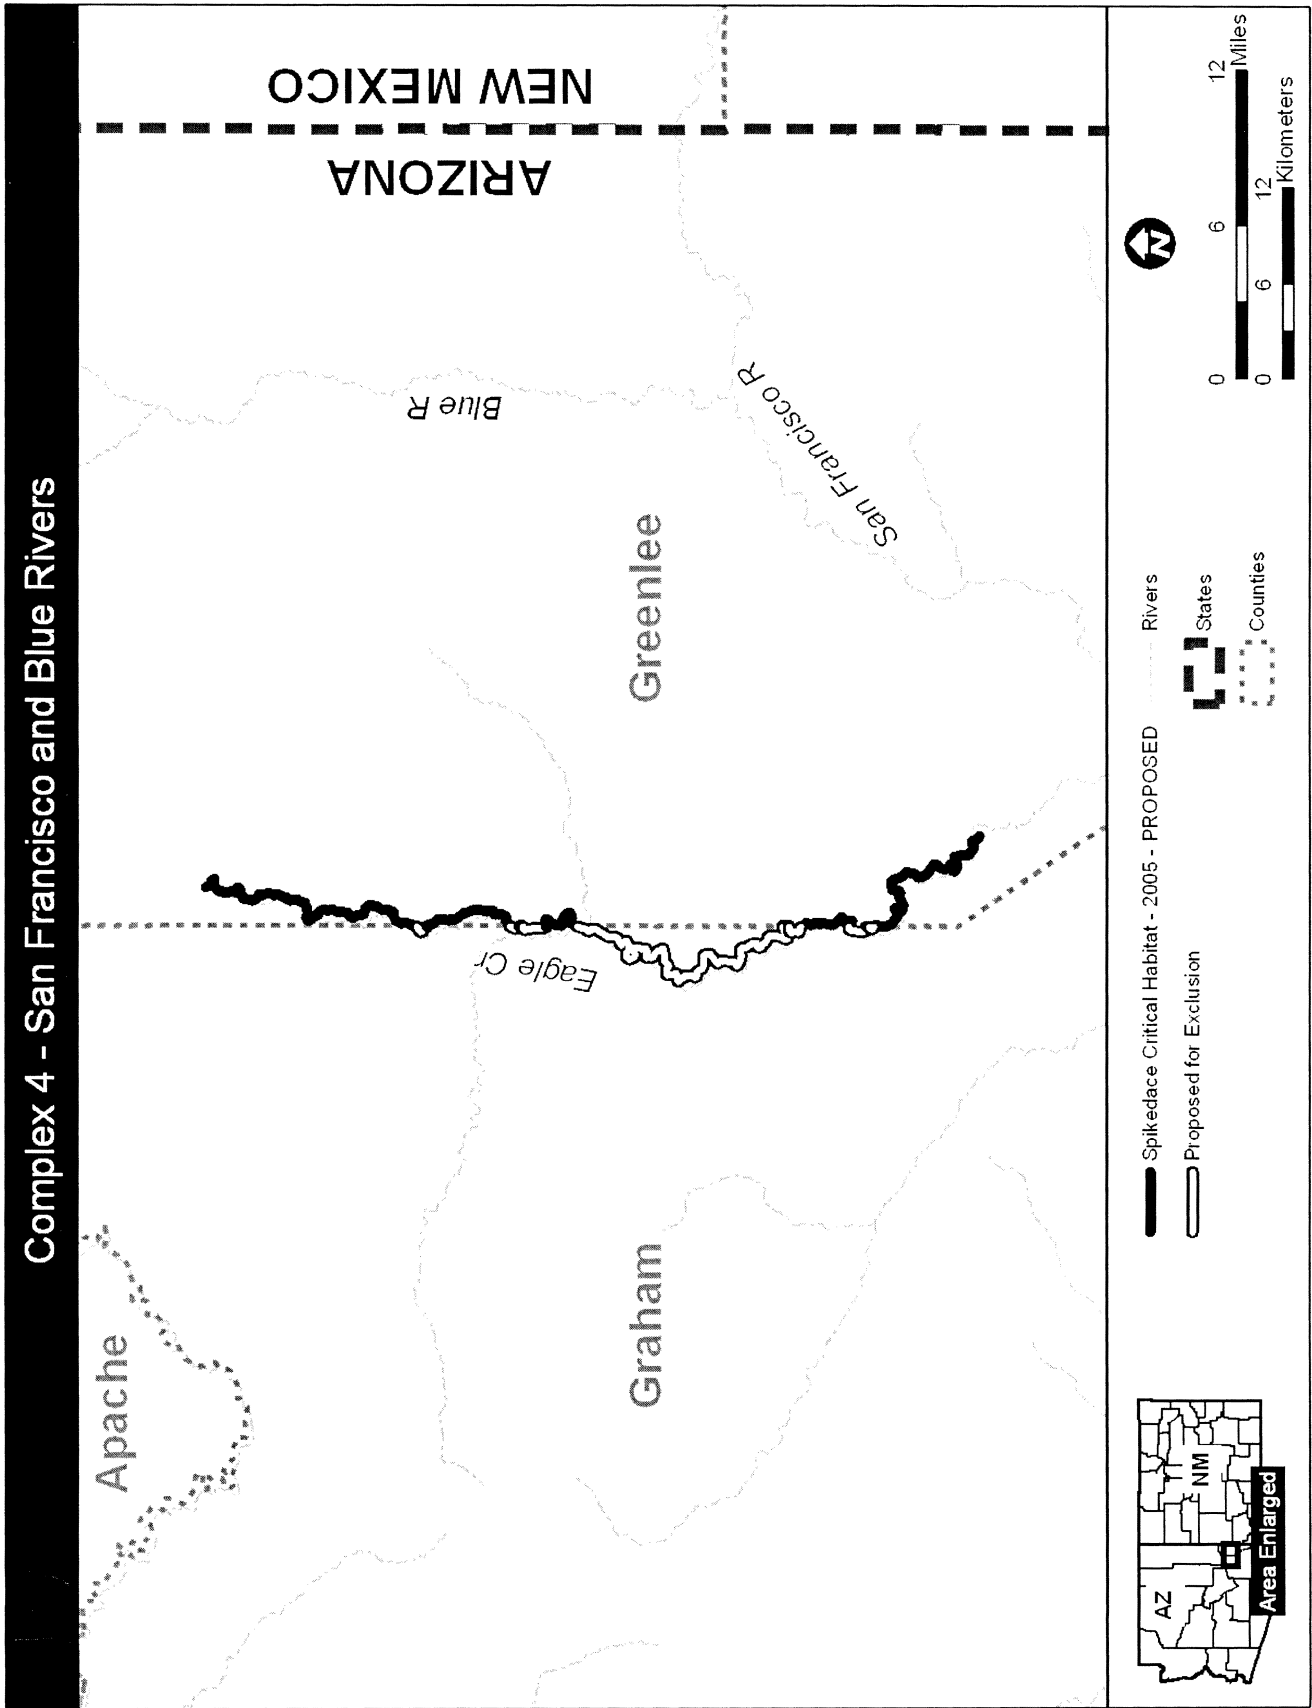 Complex 4 - San Francisco and Blue Rivers
Apache
NEW MEXICO
ARIZONA
Blue R
Eagle Cr
Graham
Greenlee
San Francisco R
AZ
NM
Area Enlarged
Spikedace Critical Habitat - 2005 - PROPOSED
Proposed for Exclusion
Rivers
States
Counties
N
0 6 12
Miles
0 6 12
Kilometers